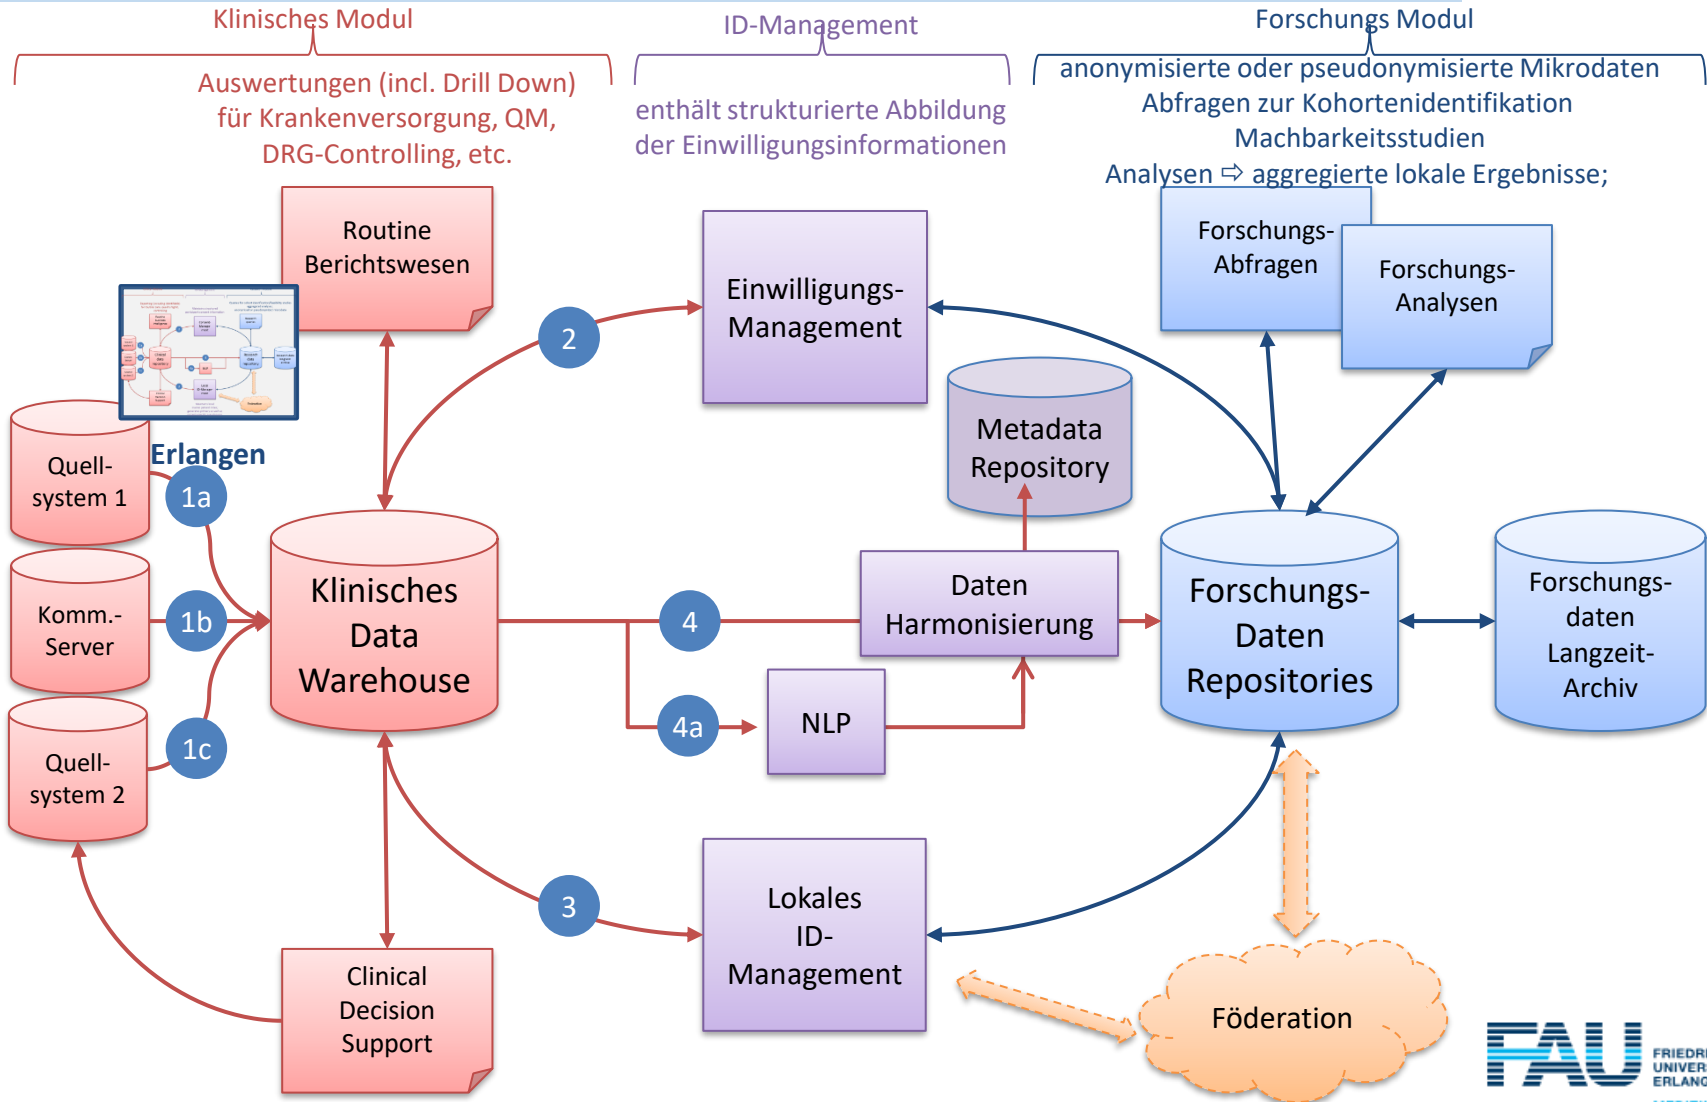 Klinisches Modul
ID-Management
Forschungs Modul
Auswertungen (incl. Drill Down)
für Krankenversorgung, QM,
DRG-Controlling, etc.
enthält strukturierte Abbildung
der Einwilligungsinformationen
anonymisierte oder pseudonymisierte Mikrodaten
Abfragen zur Kohortenidentifikation
Machbarkeitsstudien
Analysen ⇨ aggregierte lokale Ergebnisse;
Routine
Berichtswesen
Einwilligungs-
Management
Forschungs-
Abfragen
Forschungs-
Analysen
2
Metadata
Repository
Erlangen
Quell-
system 1
1a
Komm.-
Server
1b
Quell-
system 2
1c
Klinisches
Data
Warehouse
4
Daten
Harmonisierung
4a
NLP
Forschungs-
Daten
Repositories
Forschungs-
daten
Langzeit-
Archiv
3
Lokales
ID-
Management
Clinical
Decision
Support
Föderation
FAU